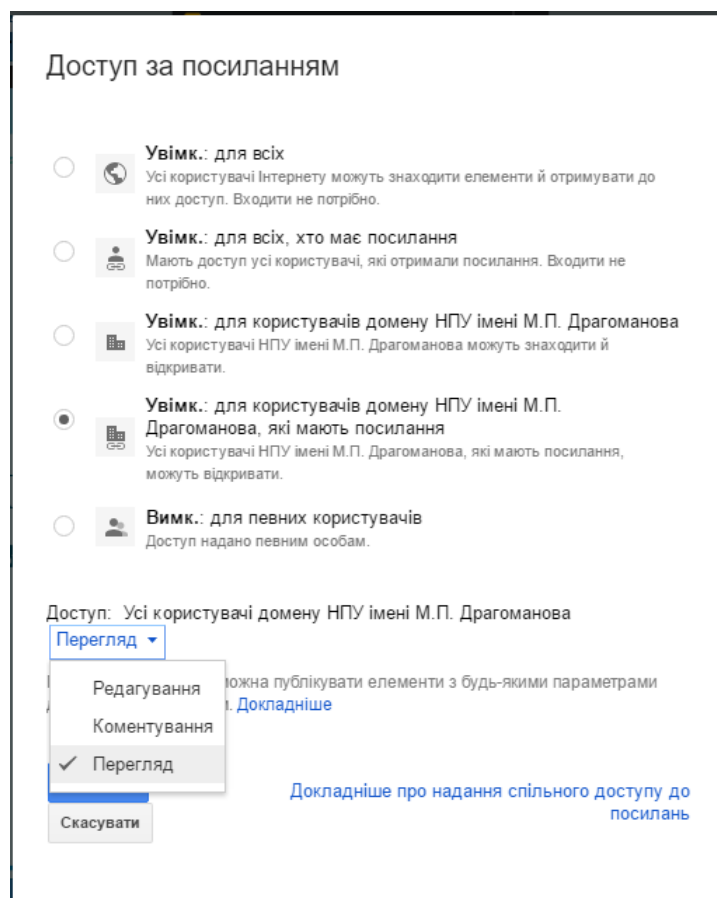 Доступ за посиланням
Увімк.: для всіх
Усі користувачі Інтернету можуть знаходити елементи й отримувати до
них доступ. Входити не потрібно.
Увімк.: для всіх, хто має посилання
Мають доступ усі користувачі, які отримали посилання. Входити не
потрібно.
Увімк.: для користувачів домену НПУ імені М.П. Драгоманова
Усі користувачі НПУ імені М.П. Драгоманова можуть знаходити й
відкривати.
Увімк.: для користувачів домену НПУ імені М.П.
Драгоманова, які мають посилання
Усі користувачі НПУ імені М.П. Драгоманова, які мають посилання,
можуть відкривати.
Вимк.: для певних користувачів
Доступ надано певним особам.
Доступ: Усі користувачі домену НПУ імені М.П. Драгоманова
Перегляд
Редагування
Коментування
Перегляд
можна публікувати елементи з будь-якими параметрами
Докладніше
Докладніше про надання спільного доступу до
посилань
Скасувати